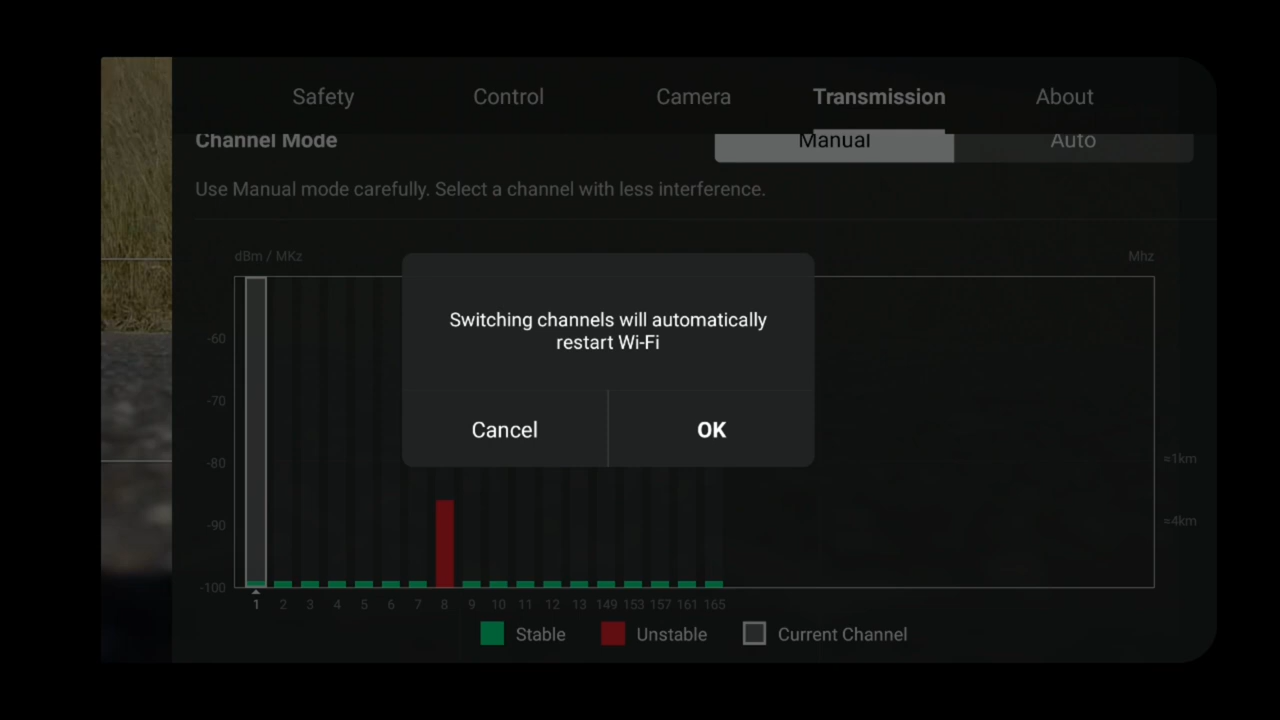 Safety Control Camera Transmission About
Channel Mode Manual Auto
Use Manual mode carefully. Select a channel with less interference.
dBm / MKz Mhz
Switching channels will automatically
restart Wi-Fi
Cancel OK
-60
-70
-80 ≈1km
-90 ≈4km
-100
1 2 3 4 5 6 7 8 9 10 11 12 13 149 153 157 161 165
Stable Unstable Current Channel